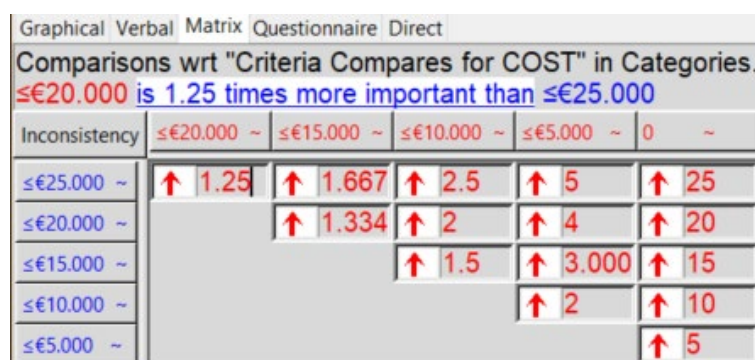 Graphical Verbal Matrix Questionnaire Direct
Comparisons wrt "Criteria Compares for COST" in Categories.
≤€20.000 is 1.25 times more important than ≤€25.000
Inconsistency ≤€20.000 ~ ≤€15.000 ~ ≤€10.000 ~ ≤€5.000 ~ 0 ~
≤€25.000 ~ ↑ 1.25 ↑ 1.667 ↑ 2.5 ↑ 5 ↑ 25
≤€20.000 ~ ↑ 1.334 ↑ 2 ↑ 4 ↑ 20
≤€15.000 ~ ↑ 1.5 ↑ 3.000 ↑ 15
≤€10.000 ~ ↑ 2 ↑ 10
≤€5.000 ~ ↑ 5